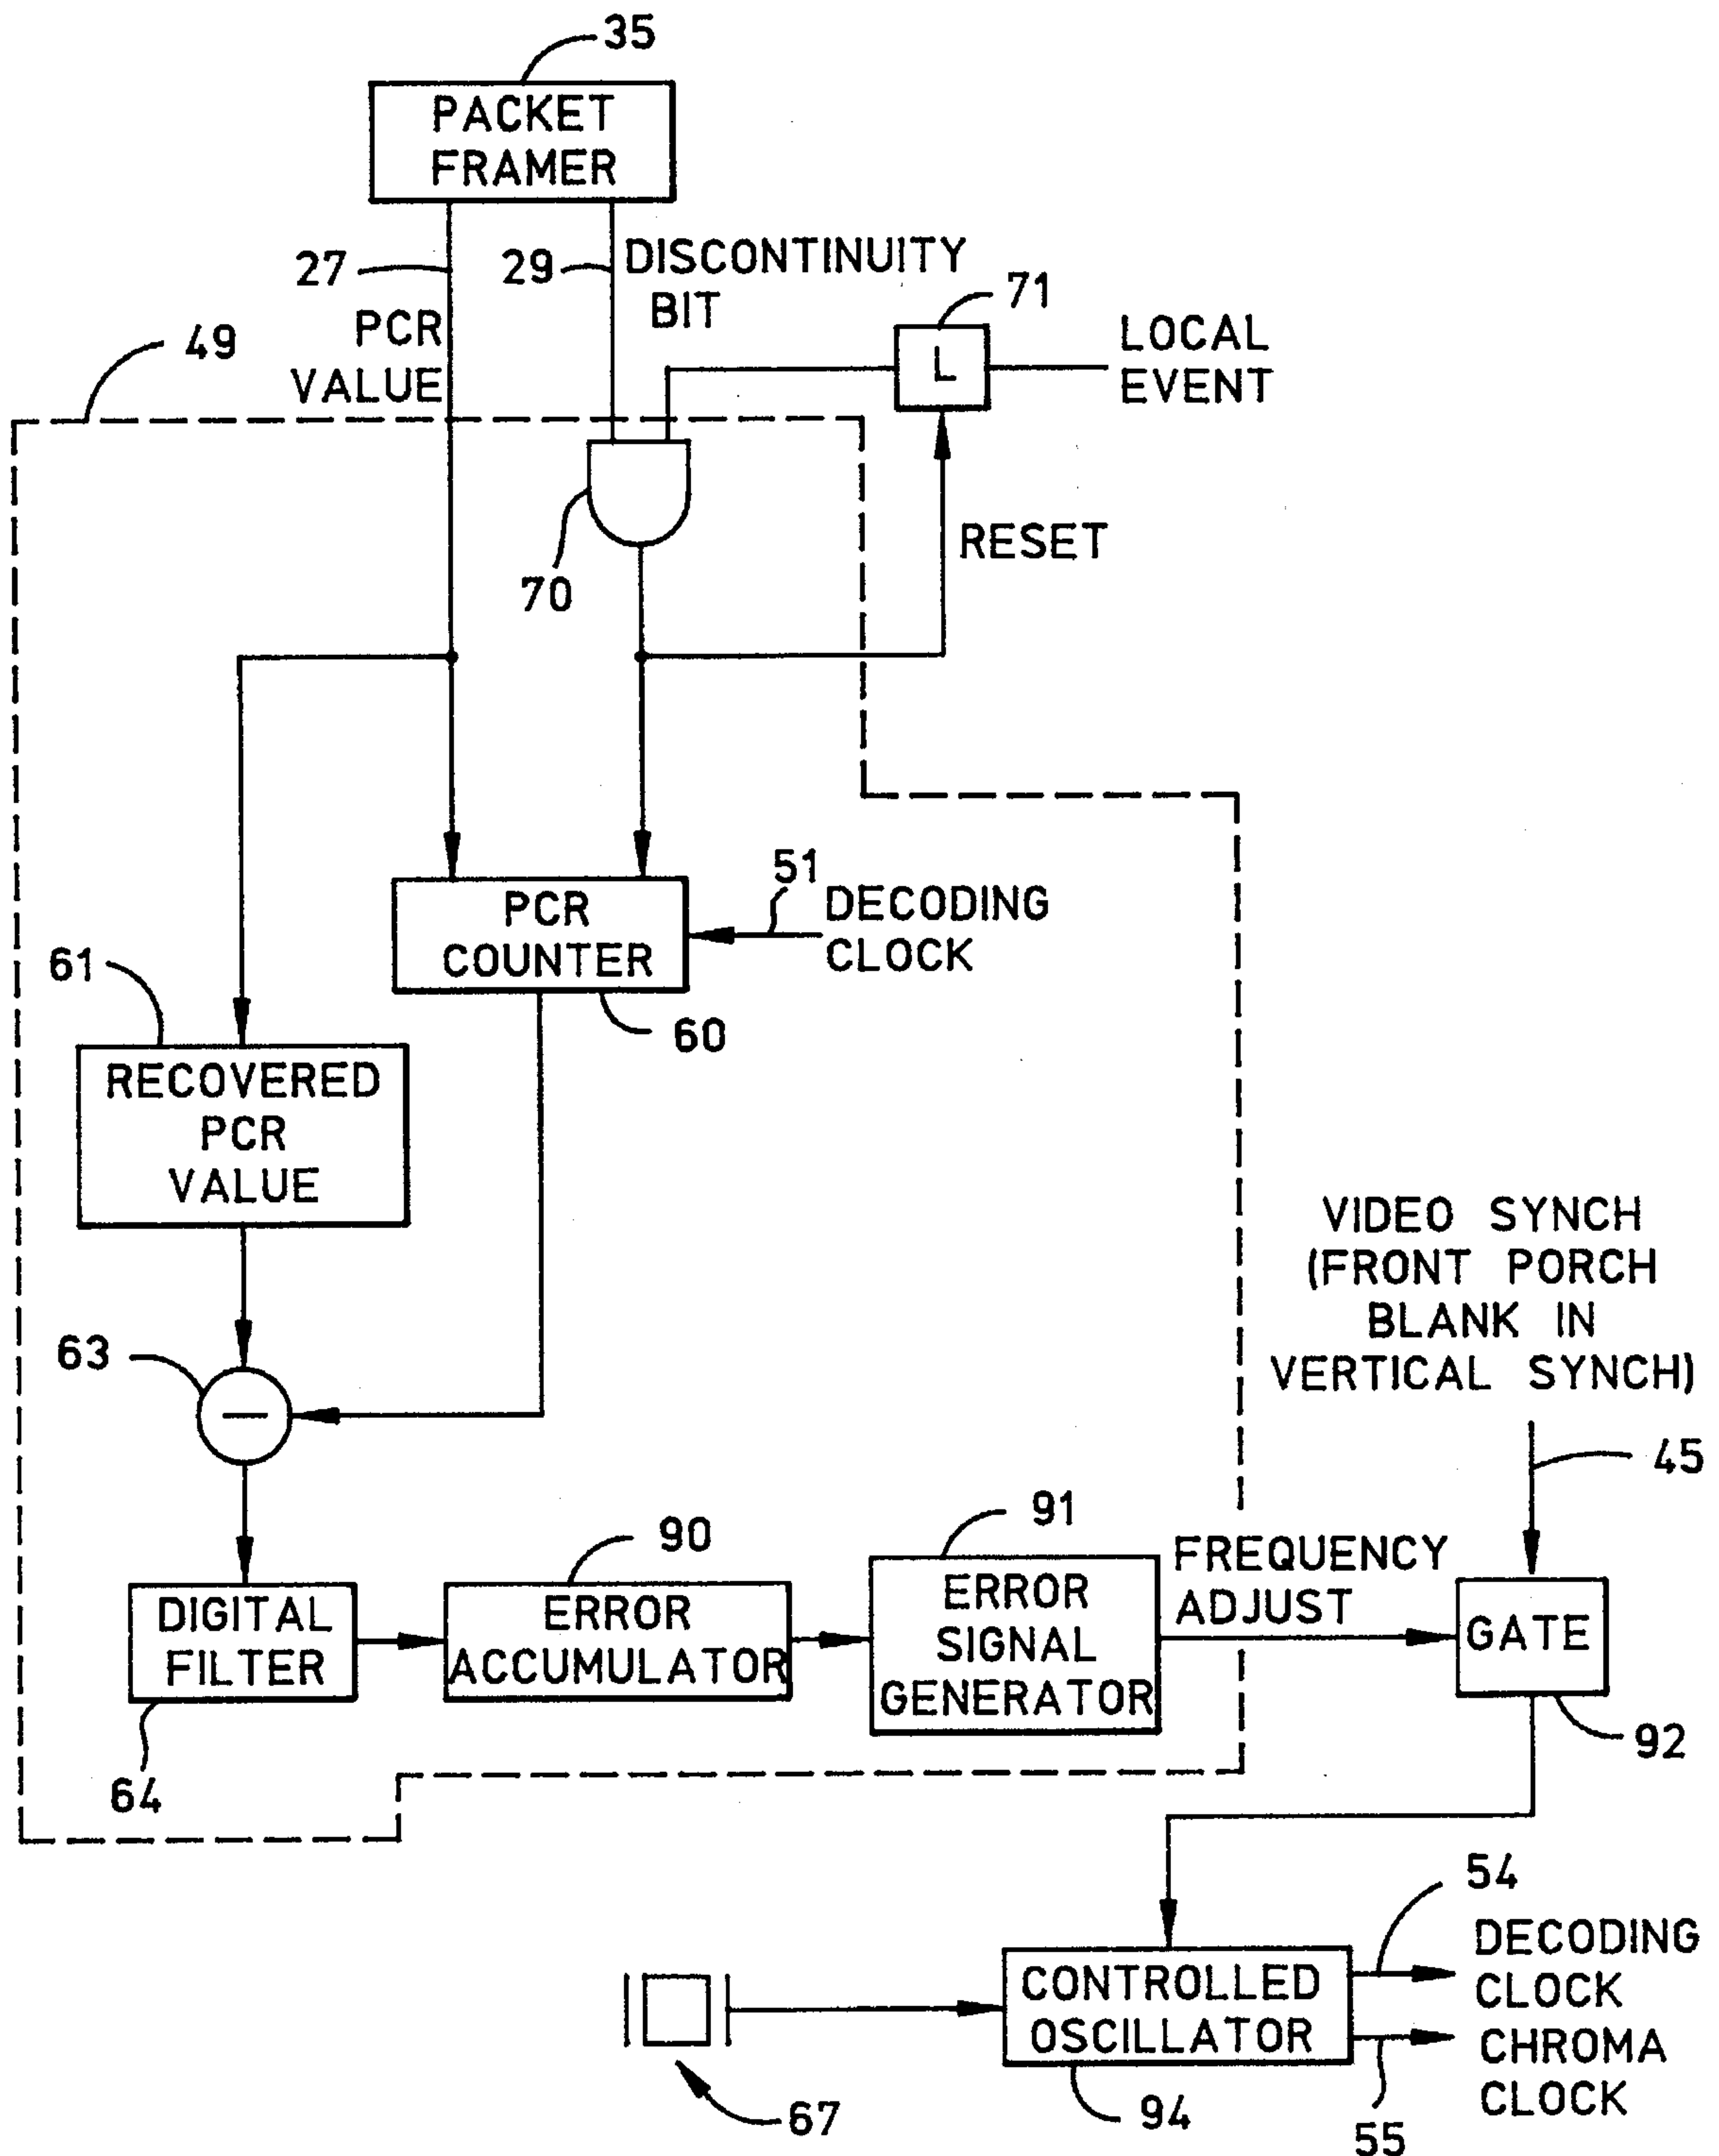 35
PACKET
FRAMER
27
29
DISCONTINUITY
BIT
71
49
PCR
VALUE
L
LOCAL
EVENT
70
RESET
51
DECODING
CLOCK
PCR
COUNTER
61
60
RECOVERED
PCR
VALUE
VIDEO SYNCH
(FRONT PORCH
BLANK IN
VERTICAL SYNCH)
63
—
45
90
91
FREQUENCY
ADJUST
DIGITAL
FILTER
ERROR
ACCUMULATOR
ERROR
SIGNAL
GENERATOR
GATE
64
92
54
CONTROLLED
OSCILLATOR
DECODING
CLOCK
CHROMA
CLOCK
67
94
55